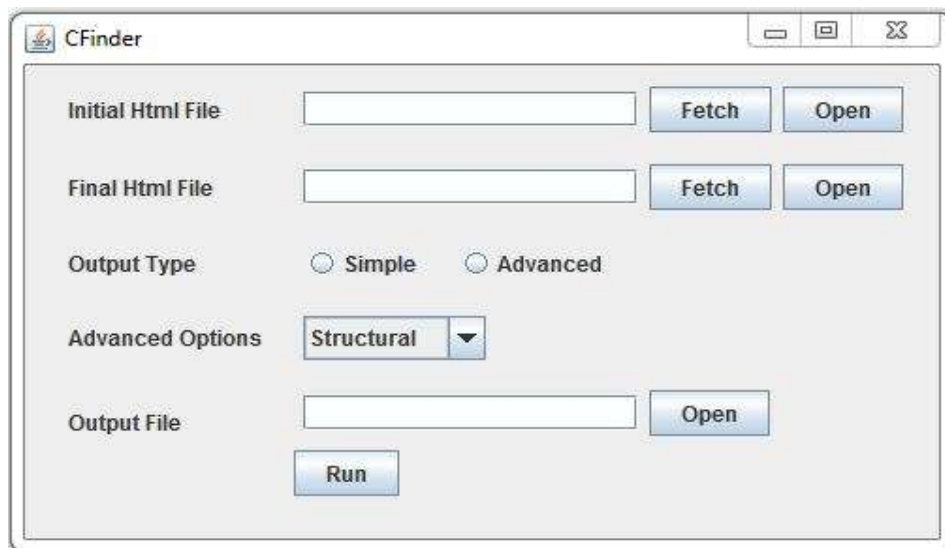 CFinder
Initial Html File Fetch Open
Final Html File Fetch Open
Output Type Simple Advanced
Advanced Options Structural
Output File Open
Run